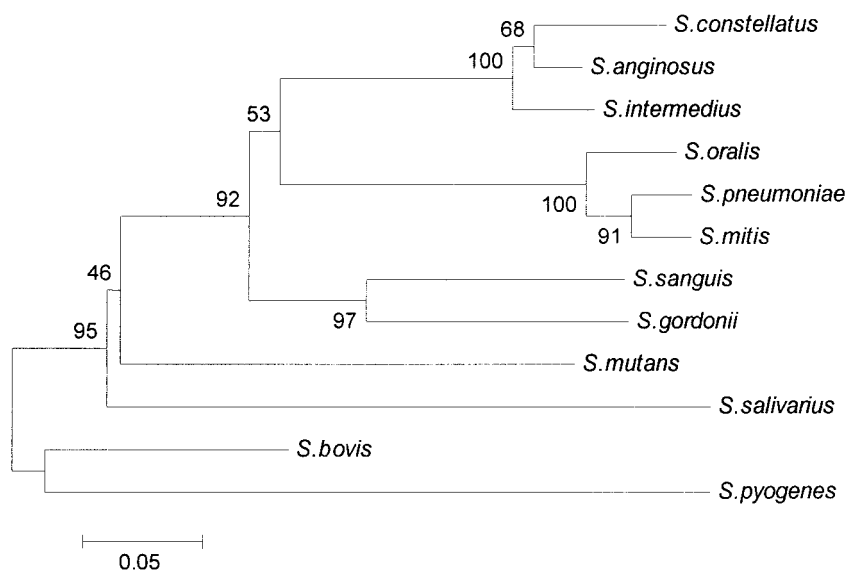 68
S.constellatus
100
S.anginosus
S.intermedius
53
S.oralis
92
100
S.pneumoniae
91
S.mitis
46
S.sanguis
97
S.gordonii
95
S.mutans
S.salivarius
S.bovis
S.pyogenes
0.05